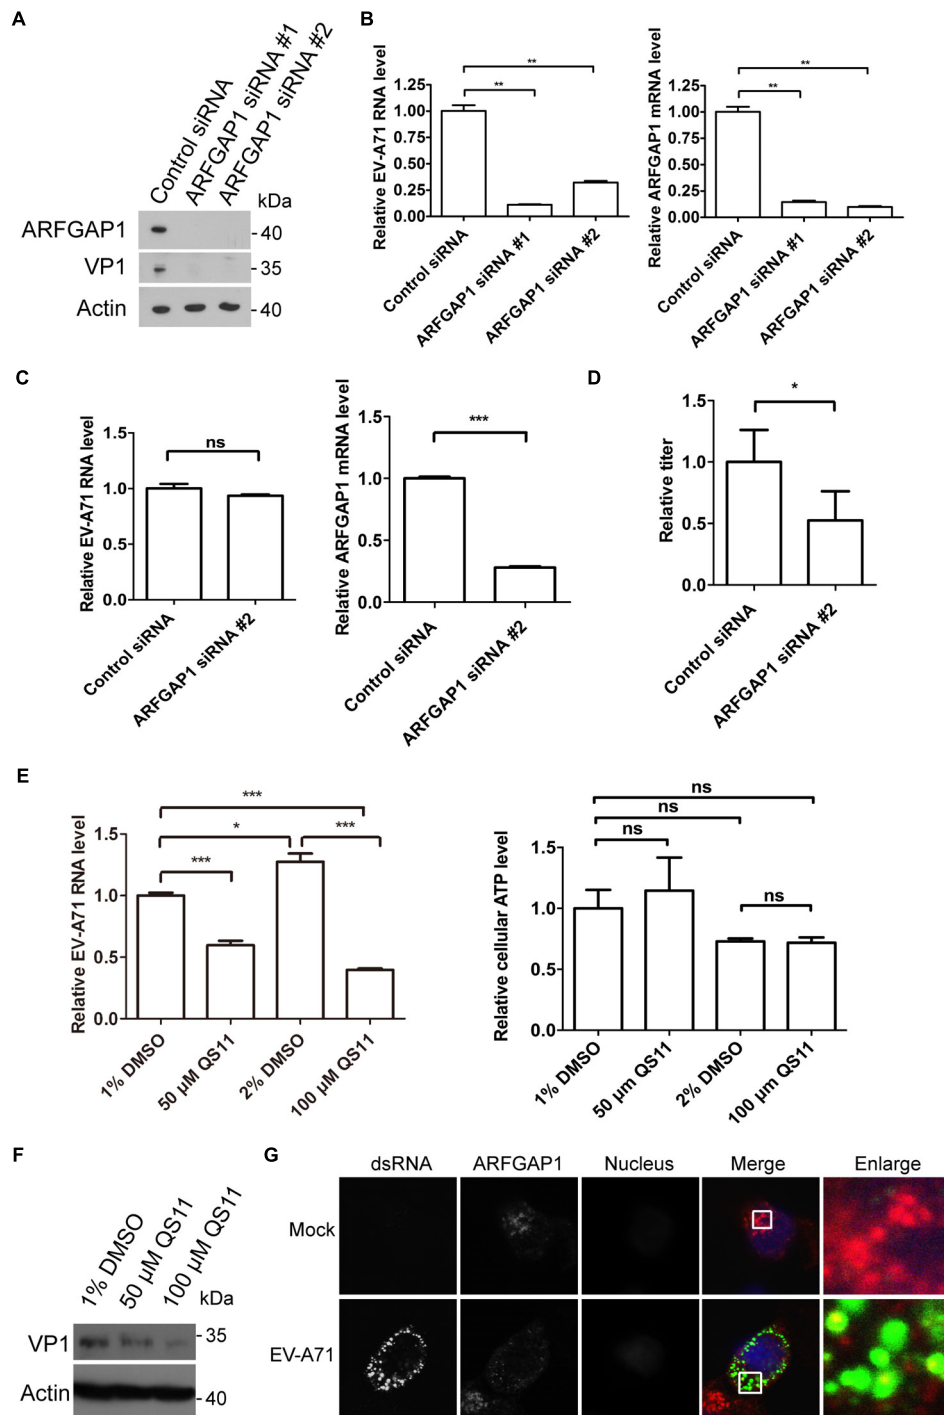 A
Control siRNA
ARFGAP1 siRNA #1
ARFGAP1 siRNA #2
kDa
ARFGAP1
- 40
VP1
- 35
Actin
- 40
B
Relative EV-A71 RNA level
1.25
1.00
0.75
0.50
0.25
0.00
**
**
Control siRNA
ARFGAP1 siRNA #1
ARFGAP1 siRNA #2
Relative ARFGAP1 mRNA level
1.25
1.00
0.75
0.50
0.25
0.00
**
**
Control siRNA
ARFGAP1 siRNA #1
ARFGAP1 siRNA #2
C
Relative EV-A71 RNA level
1.5
1.0
0.5
0.0
ns
Control siRNA
ARFGAP1 siRNA #2
Relative ARFGAP1 mRNA level
1.5
1.0
0.5
0.0
***
Control siRNA
ARFGAP1 siRNA #2
D
Relative titer
1.5
1.0
0.5
0.0
*
Control siRNA
ARFGAP1 siRNA #2
E
Relative EV-A71 RNA level
1.5
1.0
0.5
0.0
***
*
***
***
1% DMSO
50 µM QS11
2% DMSO
100 µM QS11
Relative cellular ATP level
1.5
1.0
0.5
0.0
ns
ns
ns
ns
1% DMSO
50 µm QS11
2% DMSO
100 µm QS11
F
1% DMSO
50 µM QS11
100 µM QS11
kDa
VP1
- 35
Actin
- 40
G
dsRNA ARFGAP1 Nucleus Merge Enlarge
Mock
EV-A71